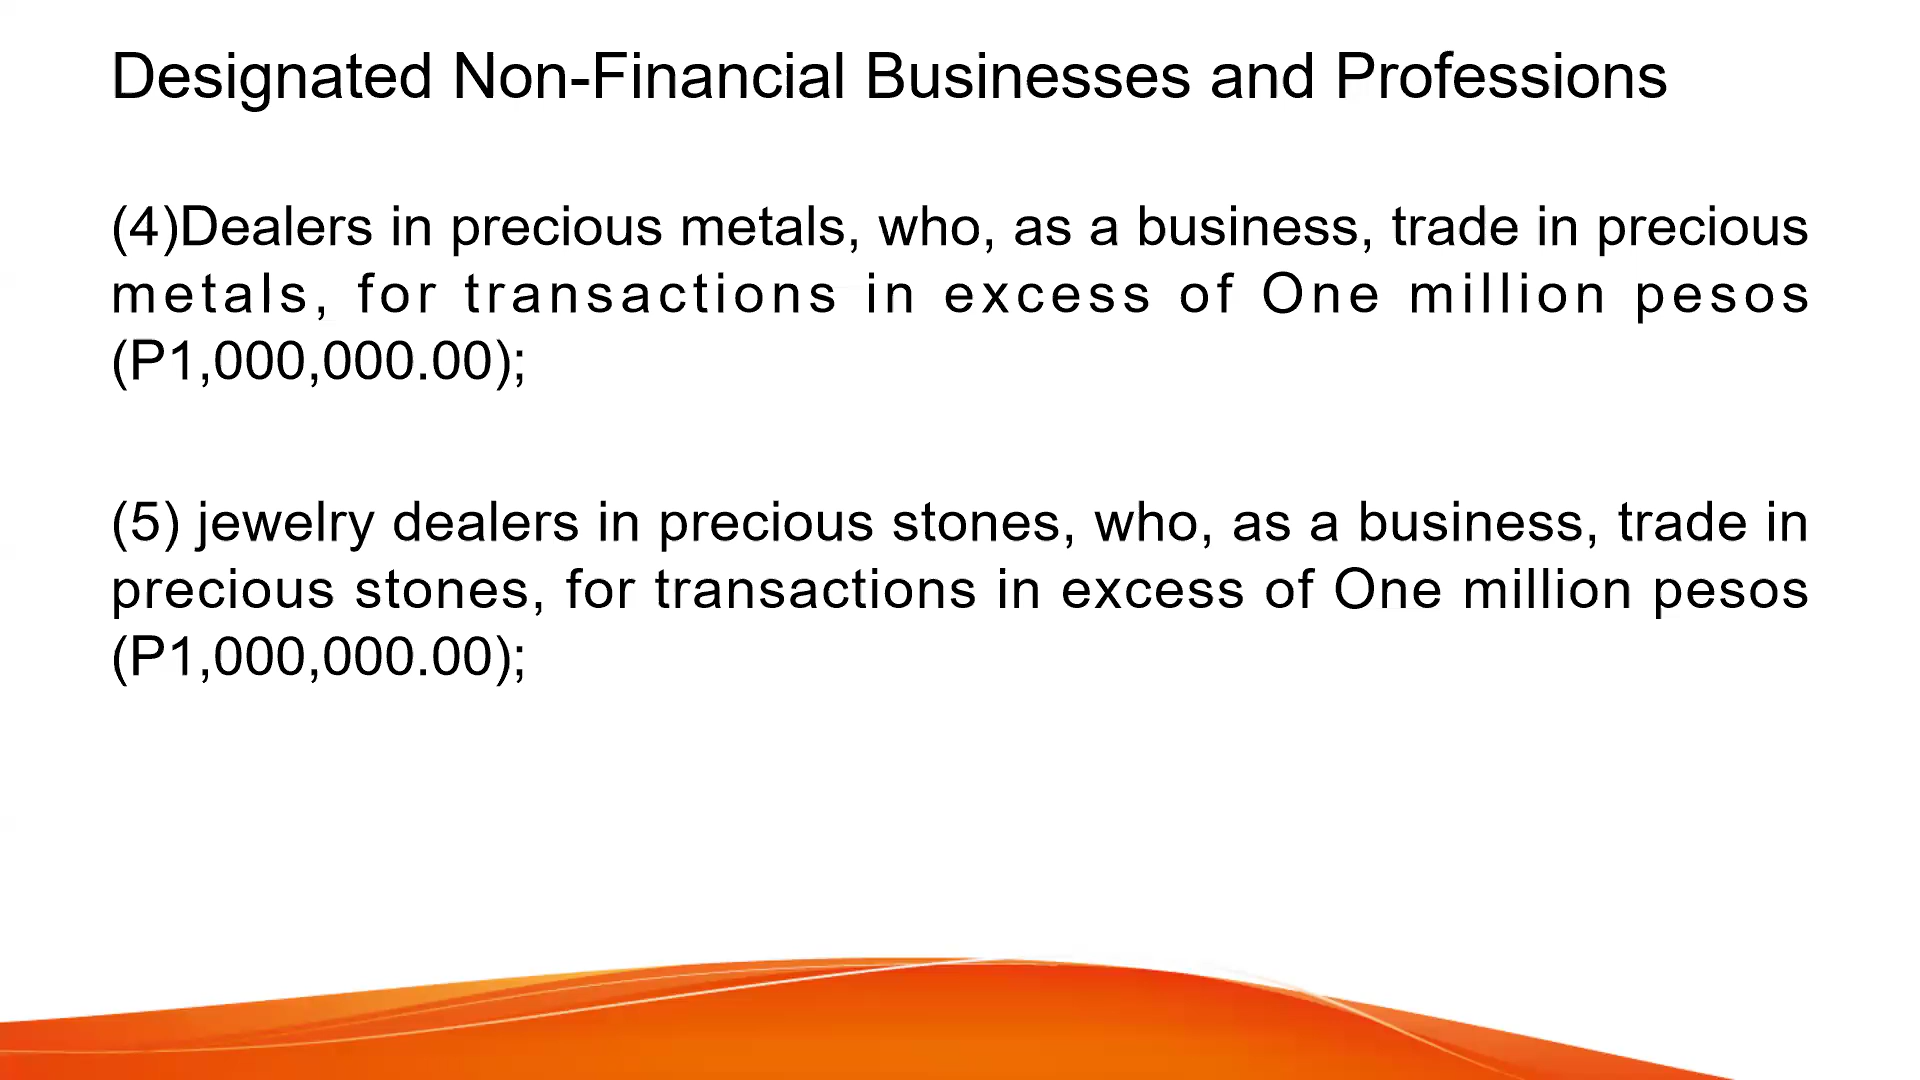 Designated Non-Financial Businesses and Professions
(4)Dealers in precious metals, who, as a business, trade in precious
metals, for transactions in excess of One million pesos
(P1,000,000.00);
(5) jewelry dealers in precious stones, who, as a business, trade in
precious stones, for transactions in excess of One million pesos
(P1,000,000.00);